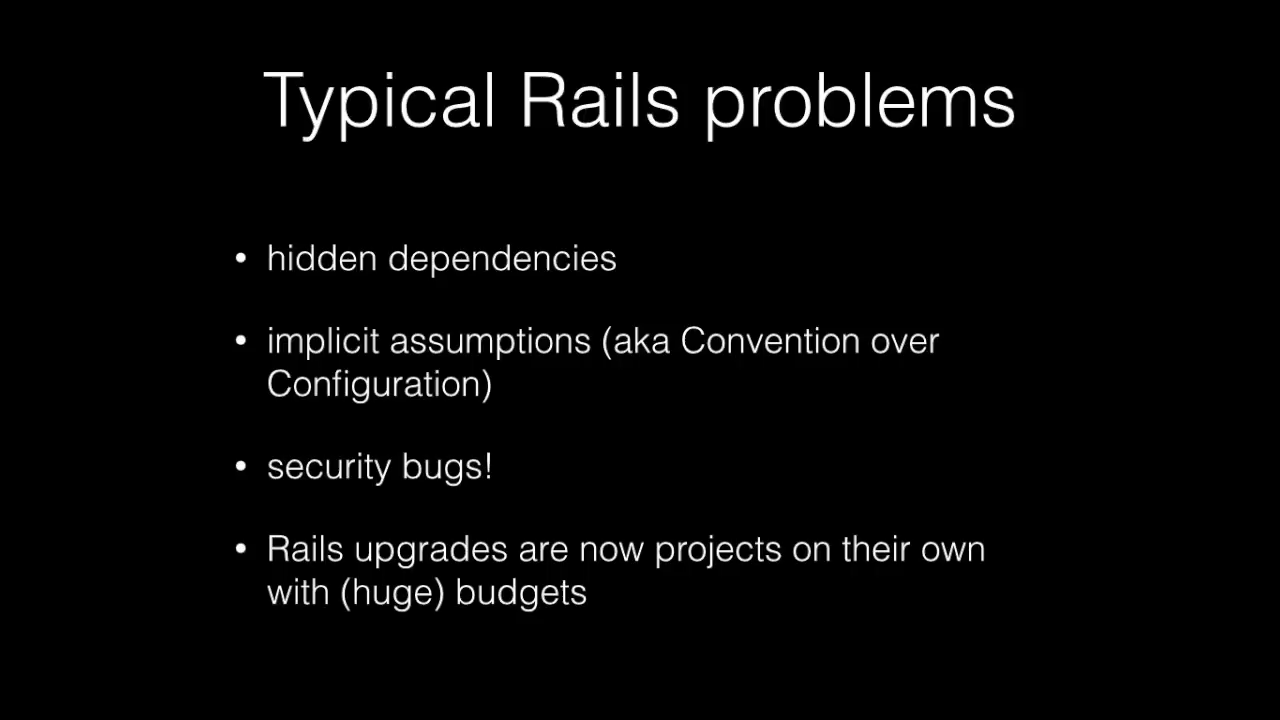 Typical Rails problems
• hidden dependencies
• implicit assumptions (aka Convention over
Configuration)
• security bugs!
• Rails upgrades are now projects on their own
with (huge) budgets